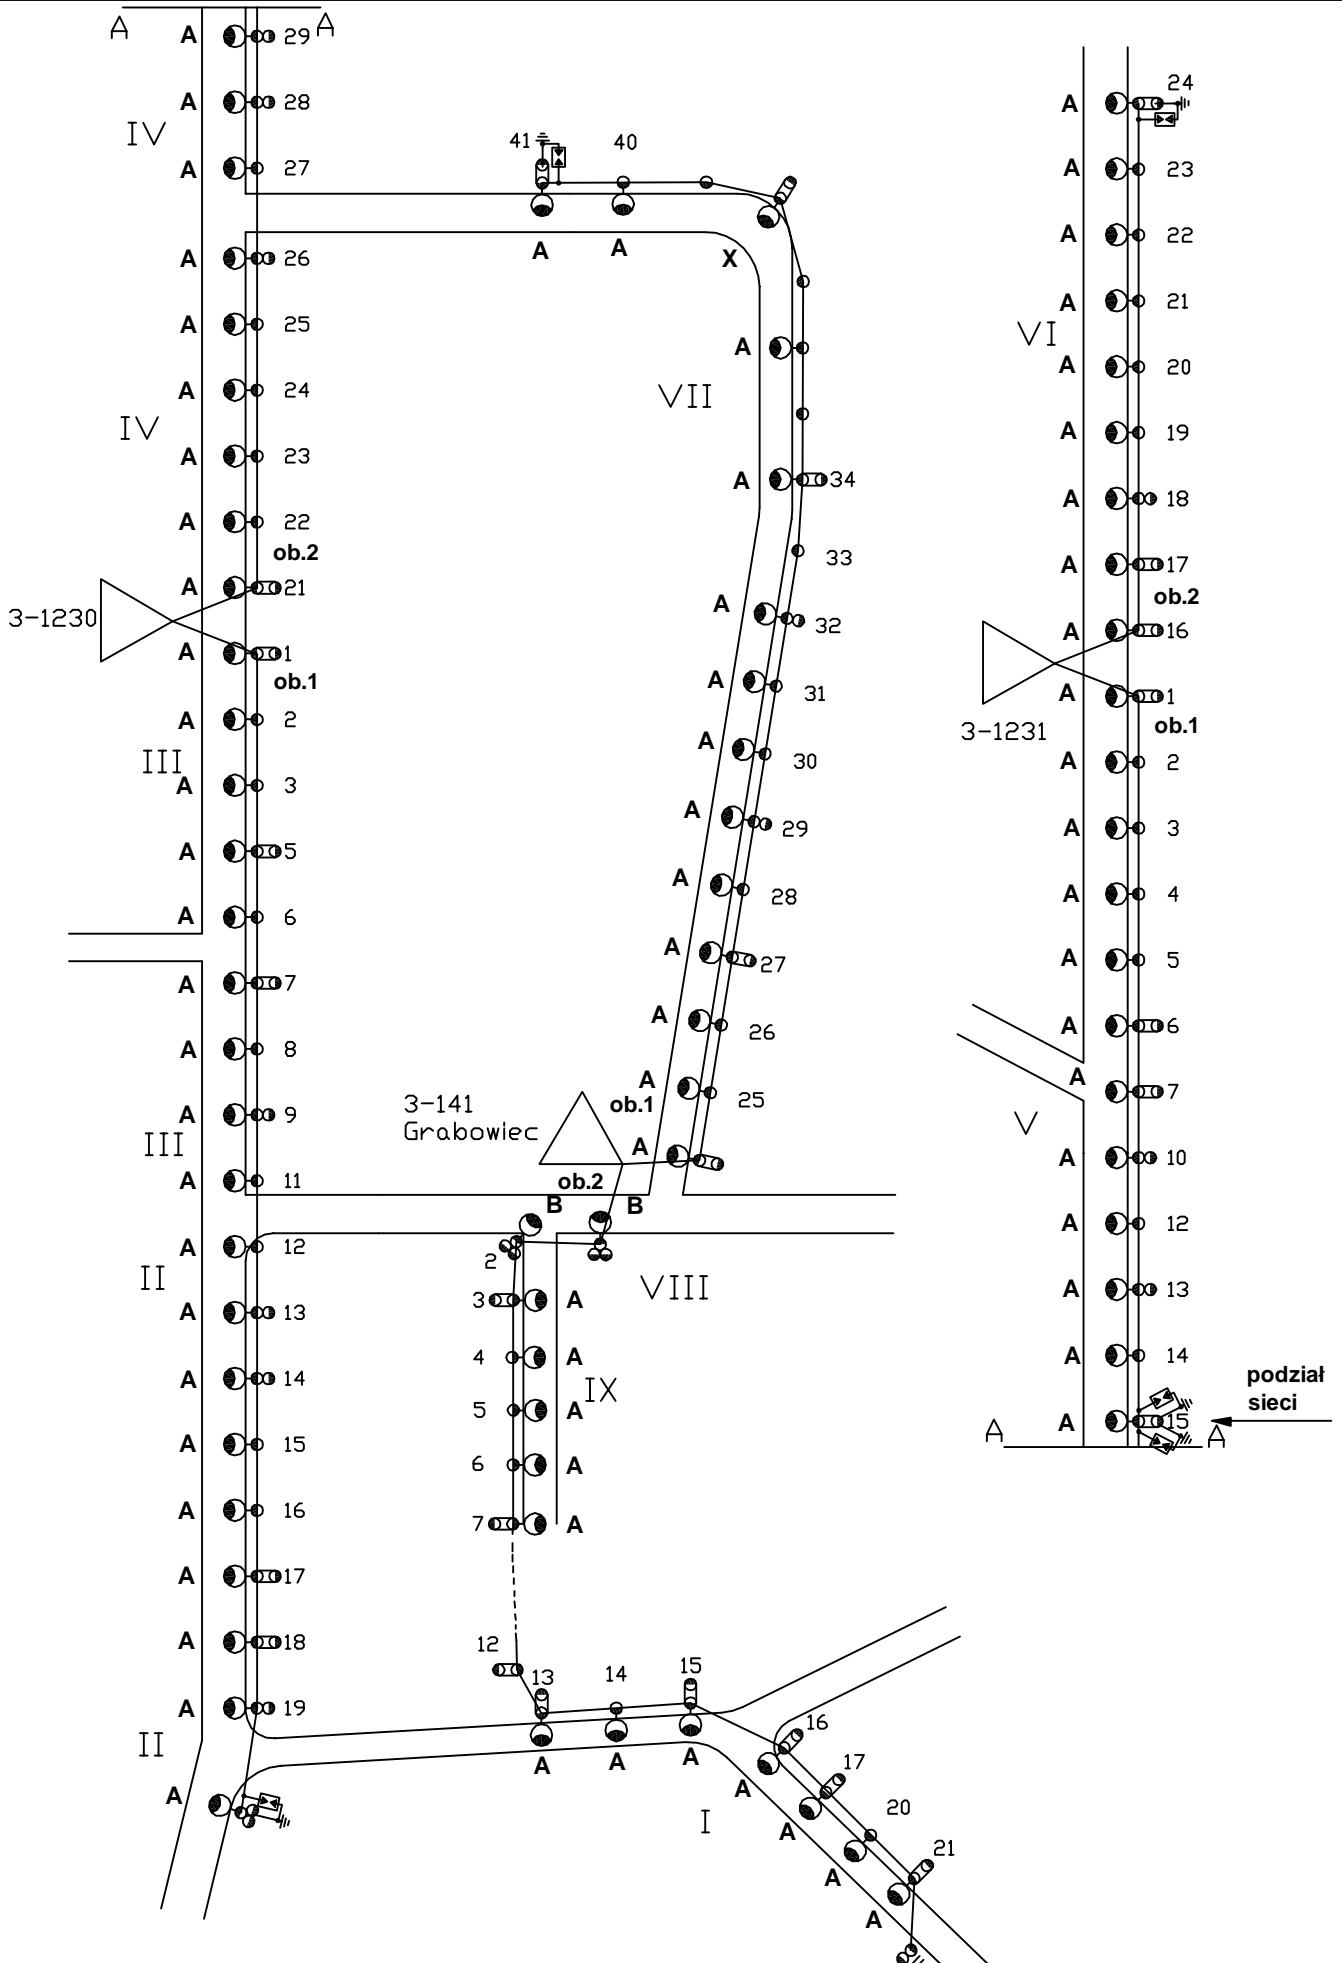 A A
A 29
A 28
IV
A 27
A 26
A 25
A 24
IV
A 23
A 22
ob.2
A 21
3-1230
A 1
ob.1
A 2
III
A 3
A 5
A 6
A 7
A 8
A 9
III
A 11
A 12
II
A 13
A 14
A 15
A 16
A 17
A 18
A 19
II
A
41 40
A A
X
A
VII
A 34
33
A 32
A 31
A 30
A 29
A 28
A 27
A 26
A 25
ob.1
A
3-141
Grabowiec
ob.2
B B
2
VIII
3 A
4 A
IX
5 A
6 A
7 A
12
13 14 15
A A A
16
A
17
A
20
A
21
A
I
24
A
A 23
A 22
A 21
VI
A 20
A 19
A 18
A 17
ob.2
A 16
A 1
ob.1
3-1231
A 2
A 3
A 4
A 5
A 6
A 7
V
A 10
A 12
A 13
A 14
podział
sieci
A 15
A A